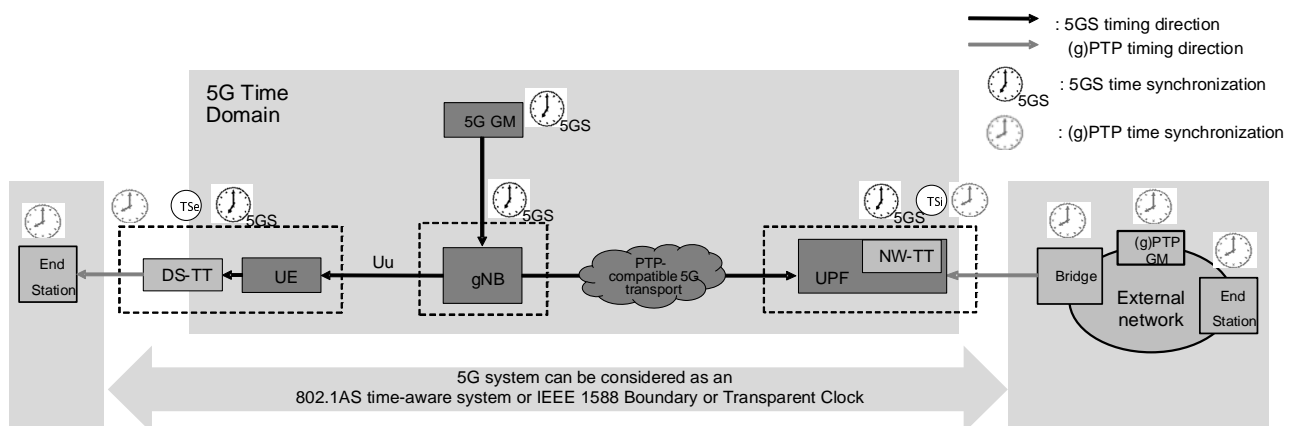 : 5GS timing direction
(g)PTP timing direction
5GS
: 5GS time synchronization
: (g)PTP time synchronization
5G Time
Domain
5G GM
5GS
5GS
TSe
5GS
5GS
TSi
End
Station
DS-TT
UE
Uu
gNB
PTP-
compatible 5G
transport
UPF
NW-TT
Bridge
(g)PTP
GM
External
network
End
Station
5G system can be considered as an
802.1AS time-aware system or IEEE 1588 Boundary or Transparent Clock